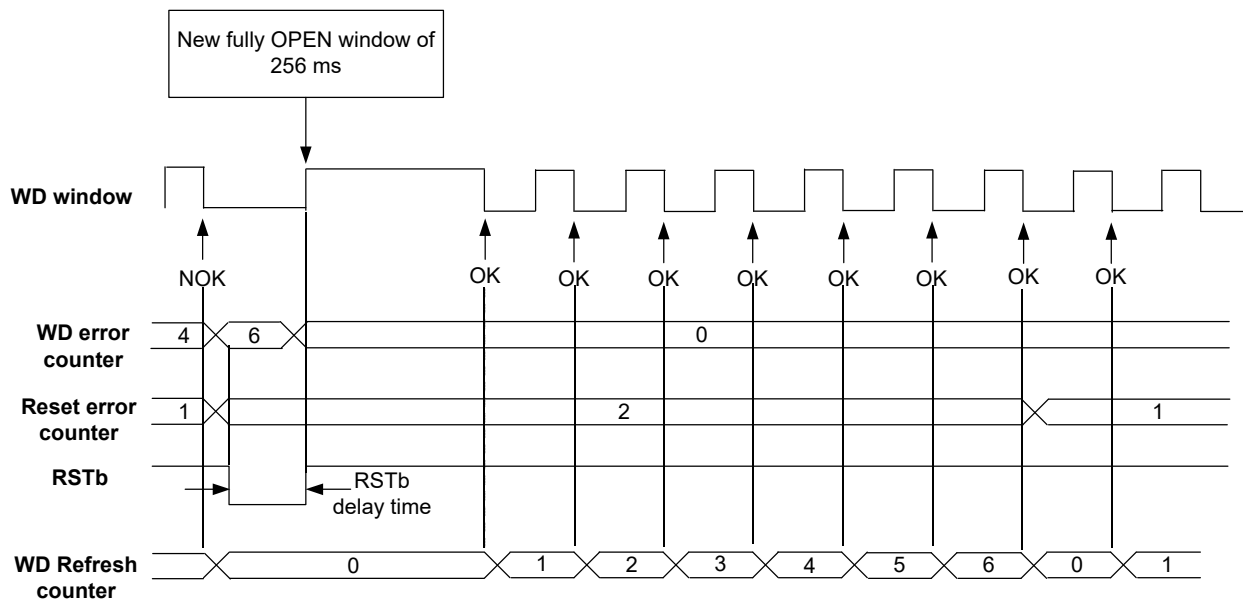 New fully OPEN window of
256 ms
WD window
NOK
OK
OK
OK
OK
OK
OK
OK
OK
WD error
counter
4
6
0
Reset error
counter
1
2
1
RSTb
RSTb
delay time
WD Refresh
counter
0
1
2
3
4
5
6
0
1